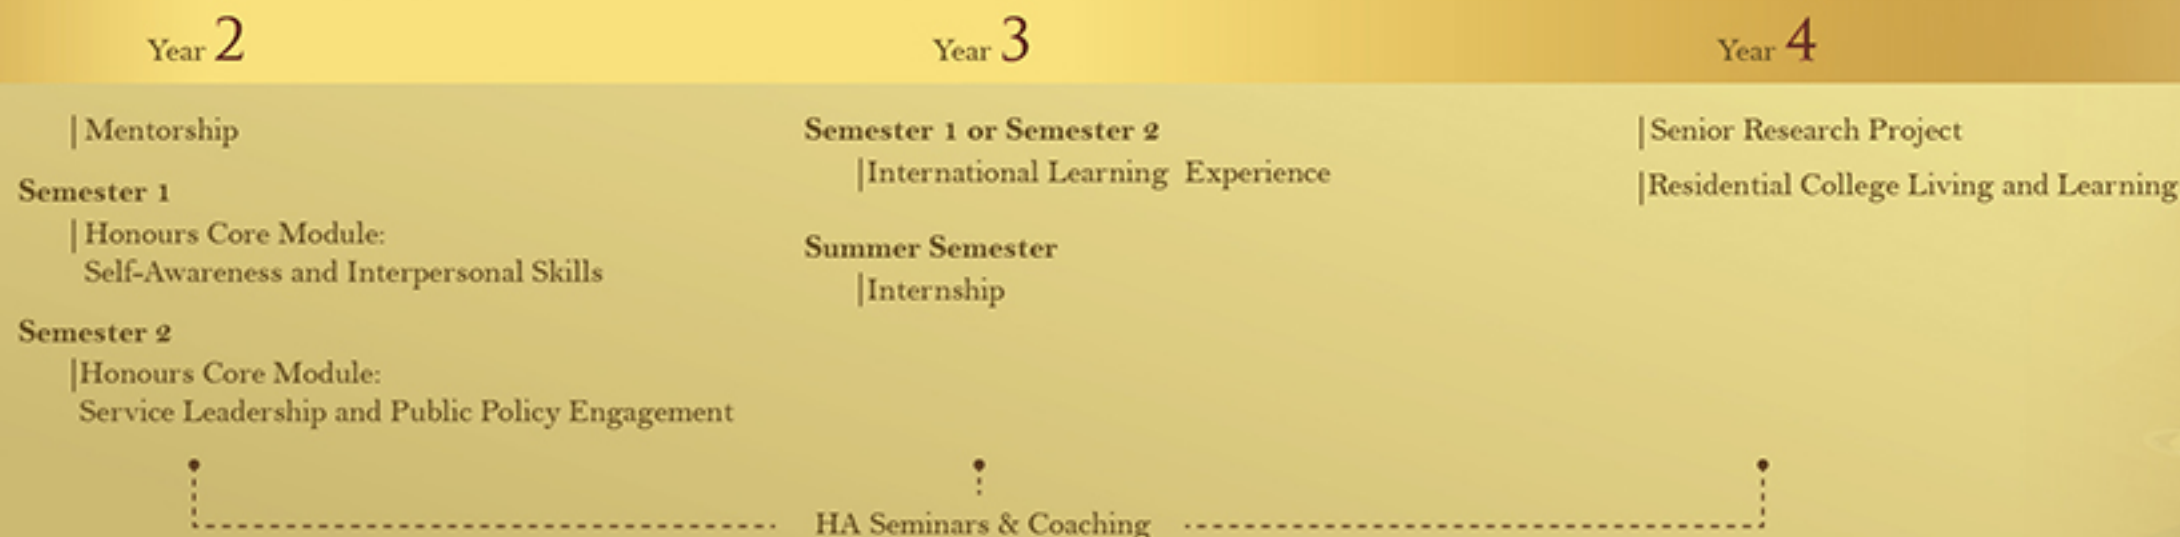 Year 2
Mentorship
Semester 1
Honours Core Module:
Self-Awareness and Interpersonal Skills
Semester 2
Honours Core Module:
Service Leadership and Public Policy Engagement
Year 3
Semester 1 or Semester 2
International Learning Experience
Summer Semester
Internship
Year 4
Senior Research Project
Residential College Living and Learning
HA Seminars & Coaching